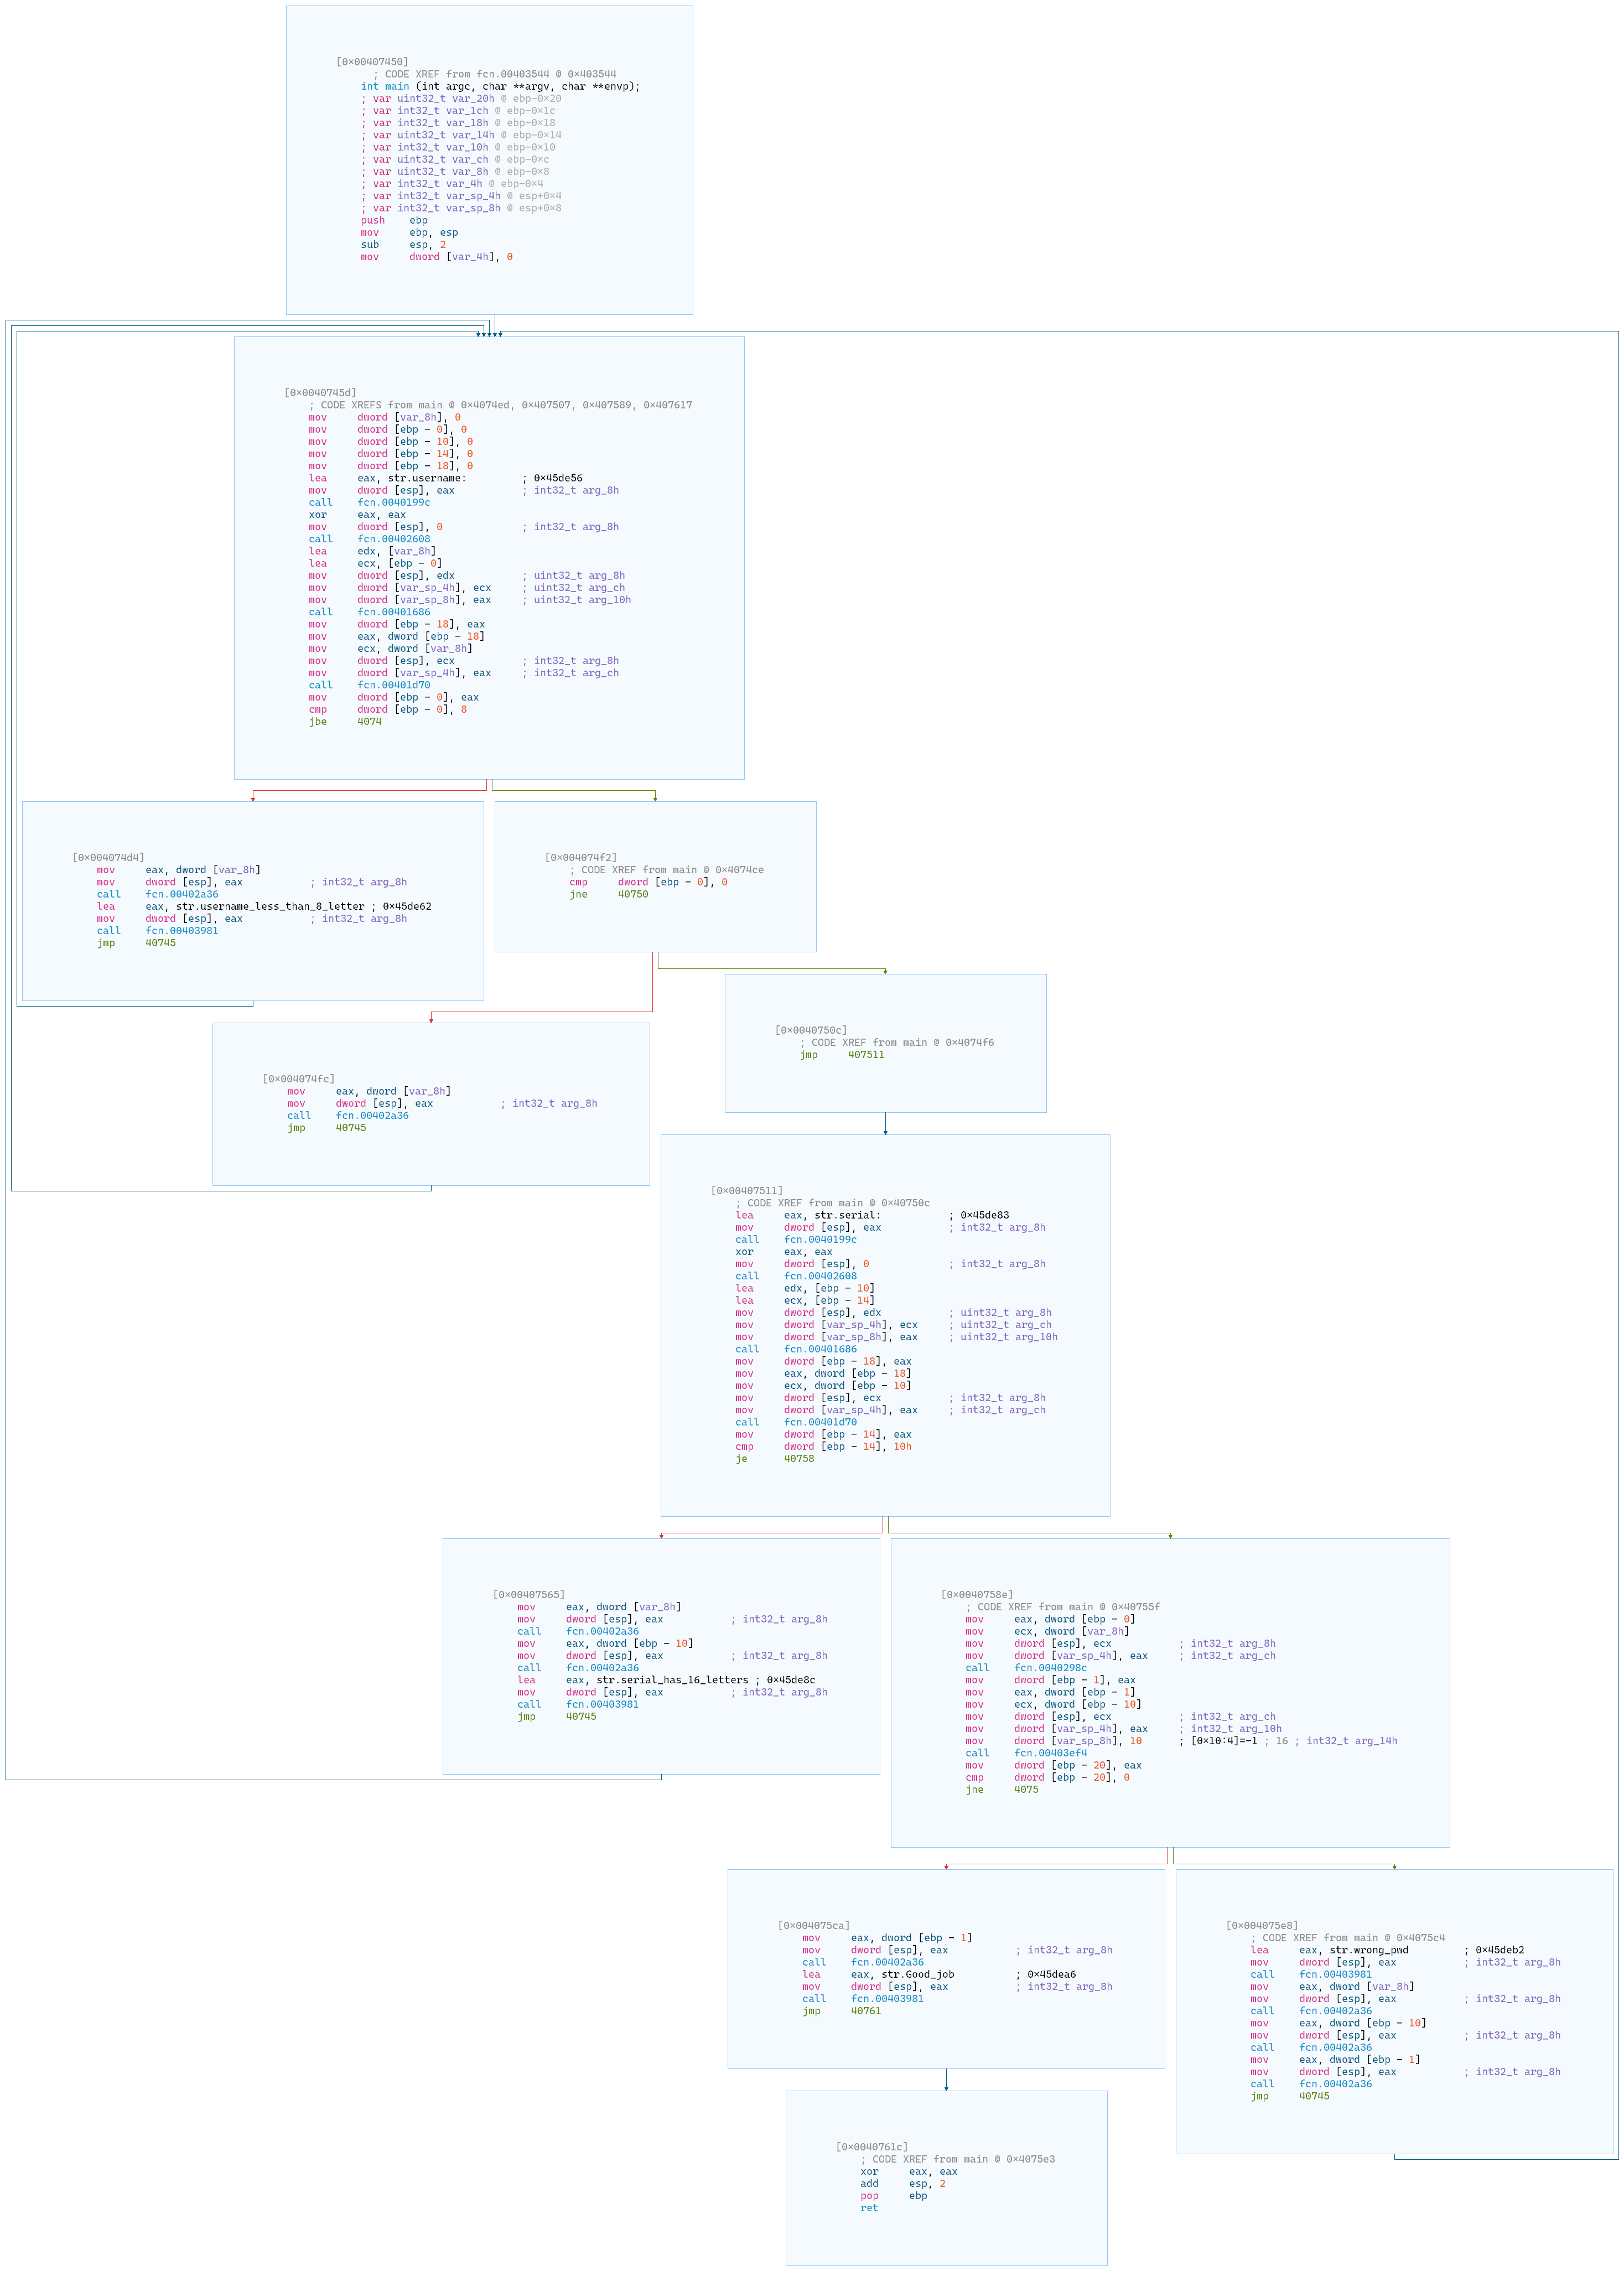 [0x00407450]
; CODE XREF from fcn.00403544 @ 0x403544
int main (int argc, char **argv, char **envp);
; var uint32_t var_20h @ ebp-0x20
; var int32_t var_1ch @ ebp-0x1c
; var int32_t var_18h @ ebp-0x18
; var uint32_t var_14h @ ebp-0x14
; var int32_t var_10h @ ebp-0x10
; var uint32_t var_ch @ ebp-0xc
; var uint32_t var_8h @ ebp-0x8
; var int32_t var_4h @ ebp-0x4
; var int32_t var_sp_4h @ esp+0x4
; var int32_t var_sp_8h @ esp+0x8
push ebp
mov ebp, esp
sub esp, 2
mov dword [var_4h], 0
[0x0040745d]
; CODE XREFS from main @ 0x4074ed, 0x407507, 0x407589, 0x407617
mov dword [var_8h], 0
mov dword [ebp - 0], 0
mov dword [ebp - 10], 0
mov dword [ebp - 14], 0
mov dword [ebp - 18], 0
lea eax, str.username: ; 0x45de56
mov dword [esp], eax ; int32_t arg_8h
call fcn.0040199c
xor eax, eax
mov dword [esp], 0 ; int32_t arg_8h
call fcn.00402608
lea edx, [var_8h]
lea ecx, [ebp - 0]
mov dword [esp], edx ; uint32_t arg_8h
mov dword [var_sp_4h], ecx ; uint32_t arg_ch
mov dword [var_sp_8h], eax ; uint32_t arg_10h
call fcn.00401686
mov dword [ebp - 18], eax
mov eax, dword [ebp - 18]
mov ecx, dword [var_8h]
mov dword [esp], ecx ; int32_t arg_8h
mov dword [var_sp_4h], eax ; int32_t arg_ch
call fcn.00401d70
mov dword [ebp - 0], eax
cmp dword [ebp - 0], 8
jbe 4074
[0x004074d4]
mov eax, dword [var_8h]
mov dword [esp], eax ; int32_t arg_8h
call fcn.00402a36
lea eax, str.username_less_than_8_letter ; 0x45de62
mov dword [esp], eax ; int32_t arg_8h
call fcn.00403981
jmp 40745
[0x004074f2]
; CODE XREF from main @ 0x4074ce
cmp dword [ebp - 0], 0
jne 40750
[0x004074fc]
mov eax, dword [var_8h]
mov dword [esp], eax ; int32_t arg_8h
call fcn.00402a36
jmp 40745
[0x0040750c]
; CODE XREF from main @ 0x4074f6
jmp 407511
[0x00407511]
; CODE XREF from main @ 0x40750c
lea eax, str.serial: ; 0x45de83
mov dword [esp], eax ; int32_t arg_8h
call fcn.0040199c
xor eax, eax
mov dword [esp], 0 ; int32_t arg_8h
call fcn.00402608
lea edx, [ebp - 10]
lea ecx, [ebp - 14]
mov dword [esp], edx ; uint32_t arg_8h
mov dword [var_sp_4h], ecx ; uint32_t arg_ch
mov dword [var_sp_8h], eax ; uint32_t arg_10h
call fcn.00401686
mov dword [ebp - 18], eax
mov eax, dword [ebp - 18]
mov ecx, dword [ebp - 10]
mov dword [esp], ecx ; int32_t arg_8h
mov dword [var_sp_4h], eax ; int32_t arg_ch
call fcn.00401d70
mov dword [ebp - 14], eax
cmp dword [ebp - 14], 10h
je 40758
[0x00407565]
mov eax, dword [var_8h]
mov dword [esp], eax ; int32_t arg_8h
call fcn.00402a36
mov eax, dword [ebp - 10]
mov dword [esp], eax ; int32_t arg_8h
call fcn.00402a36
lea eax, str.serial_has_16_letters ; 0x45de8c
mov dword [esp], eax ; int32_t arg_8h
call fcn.00403981
jmp 40745
[0x0040758e]
; CODE XREF from main @ 0x40755f
mov eax, dword [ebp - 0]
mov ecx, dword [var_8h]
mov dword [esp], ecx ; int32_t arg_8h
mov dword [var_sp_4h], eax ; int32_t arg_ch
call fcn.0040298c
mov dword [ebp - 1], eax
mov eax, dword [ebp - 1]
mov ecx, dword [ebp - 10]
mov dword [esp], ecx ; int32_t arg_ch
mov dword [var_sp_4h], eax ; int32_t arg_10h
mov dword [var_sp_8h], 10 ; [0x10:4]=-1 ; 16 ; int32_t arg_14h
call fcn.00403ef4
mov dword [ebp - 20], eax
cmp dword [ebp - 20], 0
jne 4075
[0x004075ca]
mov eax, dword [ebp - 1]
mov dword [esp], eax ; int32_t arg_8h
call fcn.00402a36
lea eax, str.Good_job ; 0x45dea6
mov dword [esp], eax ; int32_t arg_8h
call fcn.00403981
jmp 40761
[0x004075e8]
; CODE XREF from main @ 0x4075c4
lea eax, str.wrong_pwd ; 0x45deb2
mov dword [esp], eax ; int32_t arg_8h
call fcn.00403981
mov eax, dword [var_8h]
mov dword [esp], eax ; int32_t arg_8h
call fcn.00402a36
mov eax, dword [ebp - 10]
mov dword [esp], eax ; int32_t arg_8h
call fcn.00402a36
mov eax, dword [ebp - 1]
mov dword [esp], eax ; int32_t arg_8h
call fcn.00402a36
jmp 40745
[0x0040761c]
; CODE XREF from main @ 0x4075e3
xor eax, eax
add esp, 2
pop ebp
ret